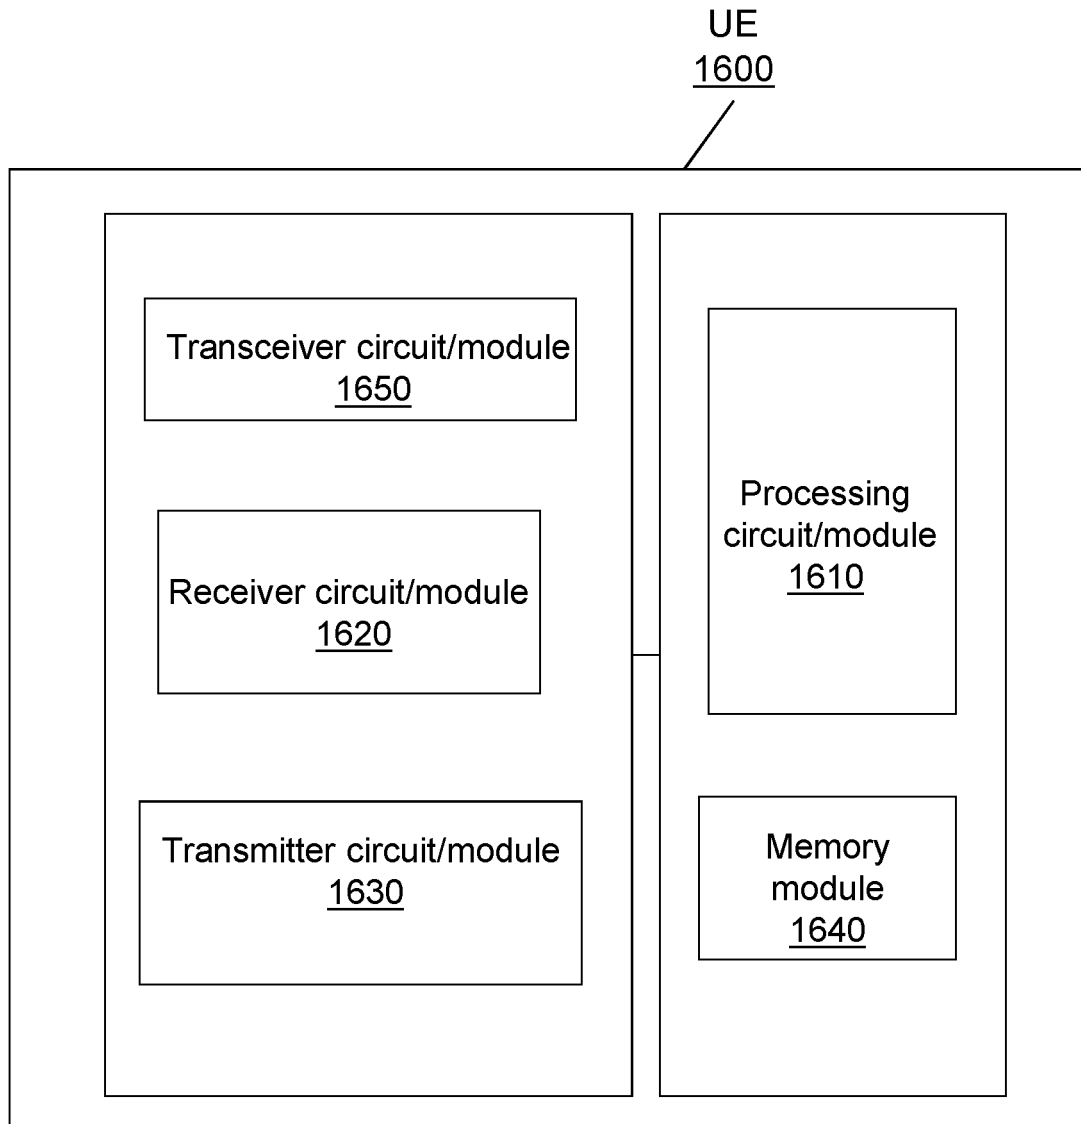 UE
1600
Transceiver circuit/module
1650
Receiver circuit/module
1620
Transmitter circuit/module
1630
Processing
circuit/module
1610
Memory
module
1640